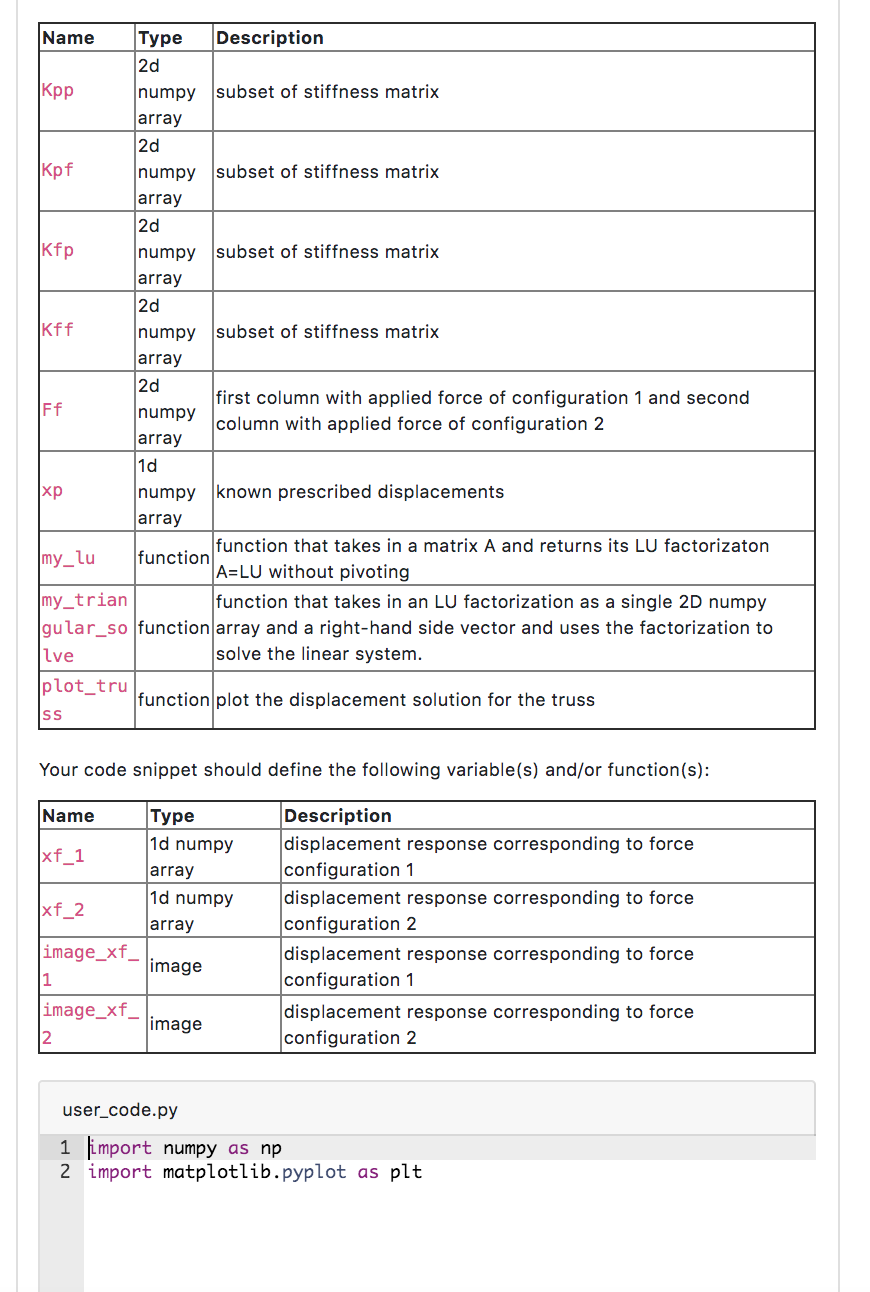 Name Type Description
Kpp 2d numpy array subset of stiffness matrix
Kpf 2d numpy array subset of stiffness matrix
Kfp 2d numpy array subset of stiffness matrix
Kff 2d numpy array subset of stiffness matrix
Ff 2d numpy array first column with applied force of configuration 1 and second column with applied force of configuration 2
xp 1d numpy array known prescribed displacements
my_lu function function that takes in a matrix A and returns its LU factorizaton A=LU without pivoting
my_triangular_solve function function that takes in an LU factorization as a single 2D numpy array and a right-hand side vector and uses the factorization to solve the linear system.
plot_truss function plot the displacement solution for the truss
Your code snippet should define the following variable(s) and/or function(s):
Name Type Description
xf_1 1d numpy array displacement response corresponding to force configuration 1
xf_2 1d numpy array displacement response corresponding to force configuration 2
image_xf_1 image displacement response corresponding to force configuration 1
image_xf_2 image displacement response corresponding to force configuration 2
user_code.py
1 import numpy as np
2 import matplotlib.pyplot as plt